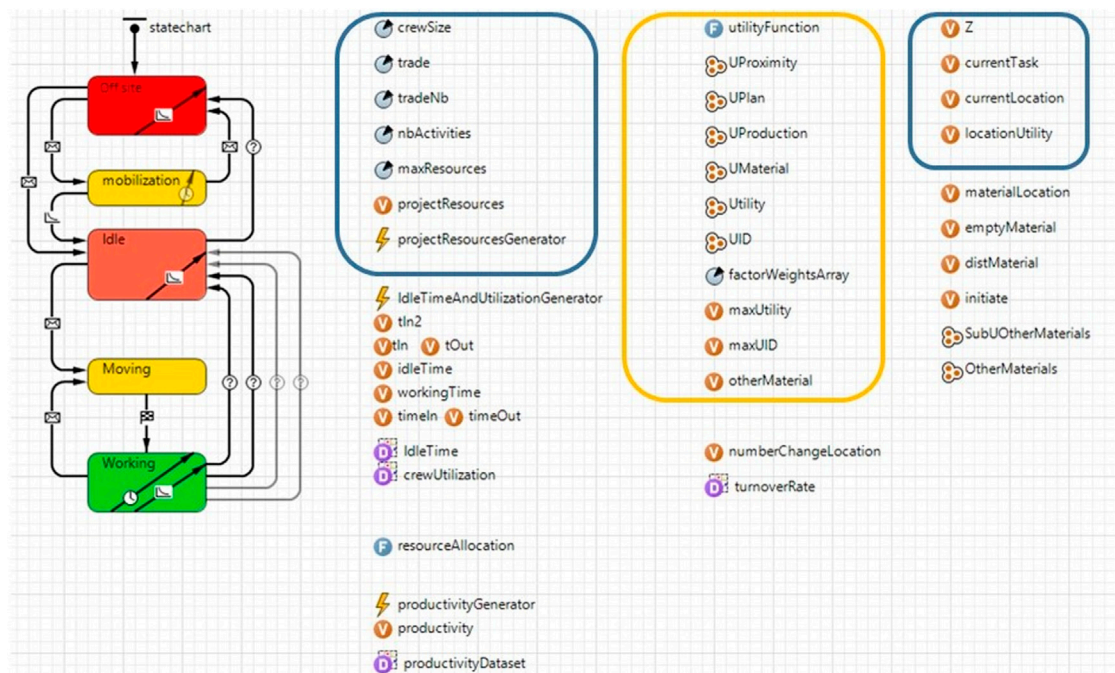 statechart
Off site
mobilization
Idle
Moving
Working
crewSize
trade
tradeNb
nbActivities
maxResources
projectResources
projectResourcesGenerator
IdleTimeAndUtilizationGenerator
tIn2
tIn tOut
idleTime
workingTime
timeIn timeOut
IdleTime
crewUtilization
resourceAllocation
productivityGenerator
productivity
productivityDataset
utilityFunction
UProximity
UPlan
UProduction
UMaterial
Utility
UID
factorWeightsArray
maxUtility
maxUID
otherMaterial
numberChangeLocation
turnoverRate
Z
currentTask
currentLocation
locationUtility
materialLocation
emptyMaterial
distMaterial
initiate
SubUOtherMaterials
OtherMaterials